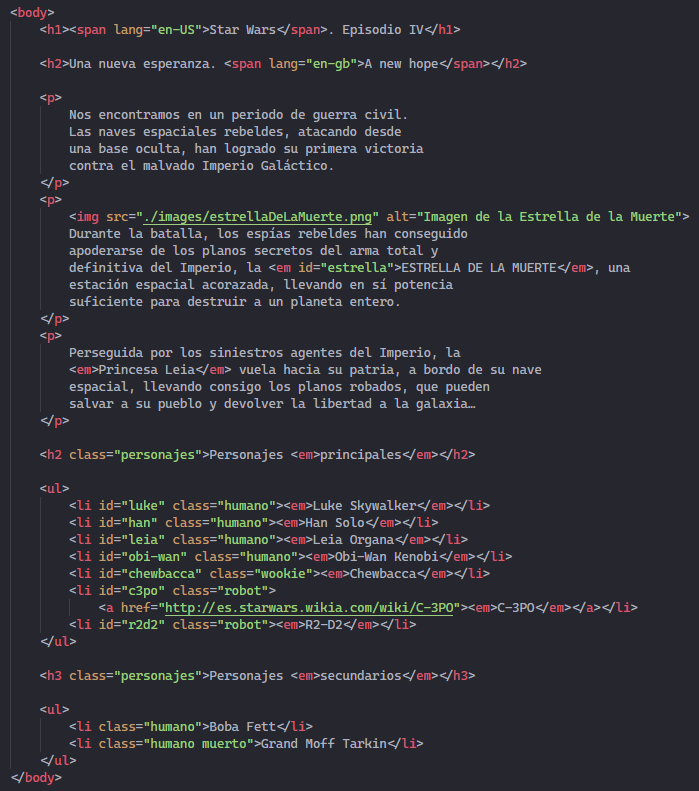 <body>
<h1><span lang="en-US">Star Wars</span>. Episodio IV</h1>
<h2>Una nueva esperanza. <span lang="en-gb">A new hope</span></h2>
<p>
Nos encontramos en un periodo de guerra civil.
Las naves espaciales rebeldes, atacando desde
una base oculta, han logrado su primera victoria
contra el malvado Imperio Galáctico.
</p>
<p>
<img src="./images/estrellaDeLaMuerte.png" alt="Imagen de la Estrella de la Muerte">
Durante la batalla, los espías rebeldes han conseguido
apoderarse de los planos secretos del arma total y
definitiva del Imperio, la <em id="estrella">ESTRELLA DE LA MUERTE</em>, una
estación espacial acorazada, llevando en sí potencia
suficiente para destruir a un planeta entero.
</p>
<p>
Perseguida por los siniestros agentes del Imperio, la
<em>Princesa Leia</em> vuela hacia su patria, a bordo de su nave
espacial, llevando consigo los planos robados, que pueden
salvar a su pueblo y devolver la libertad a la galaxia…
</p>
<h2 class="personajes">Personajes <em>principales</em></h2>
<ul>
<li id="luke" class="humano"><em>Luke Skywalker</em></li>
<li id="han" class="humano"><em>Han Solo</em></li>
<li id="leia" class="humano"><em>Leia Organa</em></li>
<li id="obi-wan" class="humano"><em>Obi-Wan Kenobi</em></li>
<li id="chewbacca" class="wookie"><em>Chewbacca</em></li>
<li id="c3po" class="robot">
<a href="http://es.starwars.wikia.com/wiki/C-3PO"><em>C-3PO</em></a></li>
<li id="r2d2" class="robot"><em>R2-D2</em></li>
</ul>
<h3 class="personajes">Personajes <em>secundarios</em></h3>
<ul>
<li class="humano">Boba Fett</li>
<li class="humano muerto">Grand Moff Tarkin</li>
</ul>
</body>